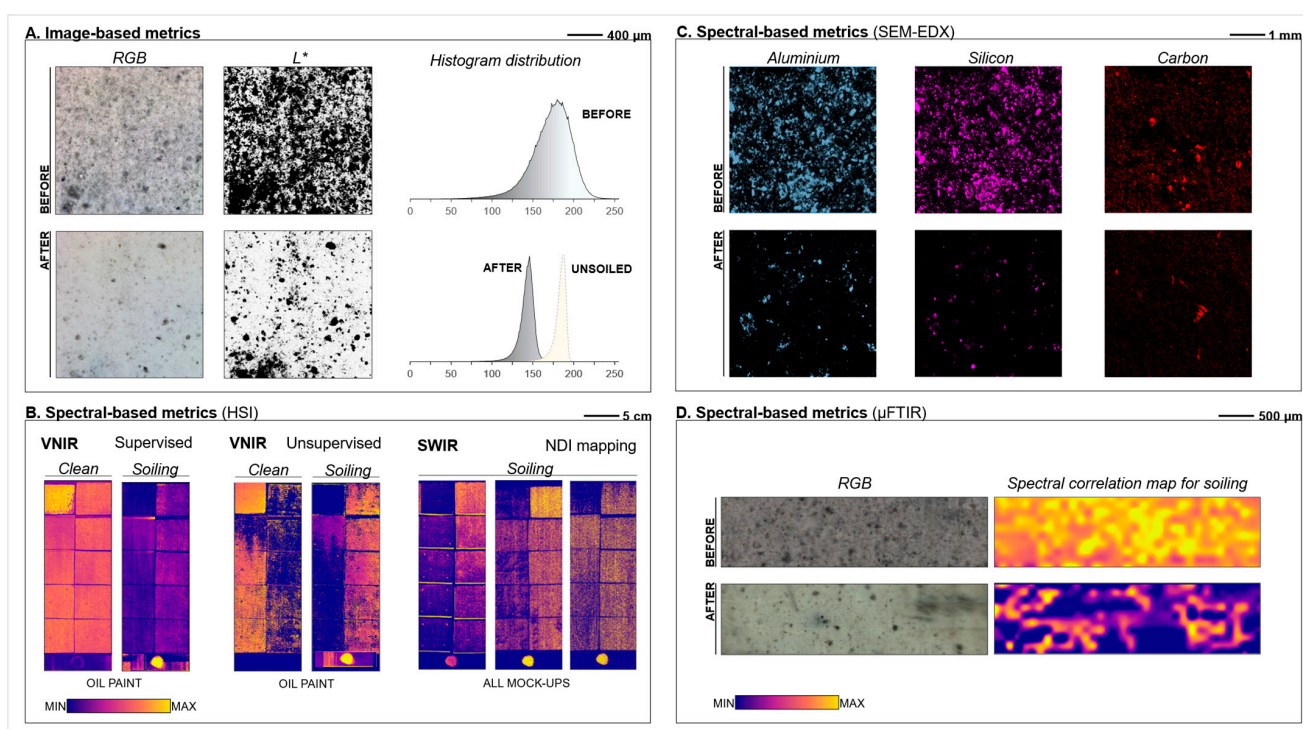 A. Image-based metrics
400 µm
RGB
L*
Histogram distribution
BEFORE
BEFORE
0 50 100 150 200 250
AFTER
AFTER
UNSOILED
0 50 100 150 200 250
B. Spectral-based metrics (HSI)
5 cm
VNIR
Supervised
VNIR
Unsupervised
SWIR
NDI mapping
Clean
Soiling
Clean
Soiling
Soiling
OIL PAINT
OIL PAINT
ALL MOCK-UPS
MIN
MAX
C. Spectral-based metrics (SEM-EDX)
1 mm
Aluminium
Silicon
Carbon
BEFORE
AFTER
D. Spectral-based metrics (µFTIR)
500 µm
RGB
Spectral correlation map for soiling
BEFORE
AFTER
MIN
MAX